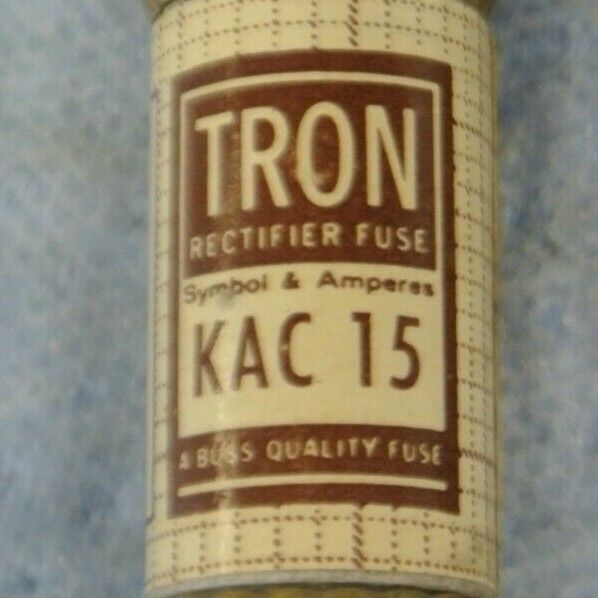 TRON
RECTIFIER FUSE
Symbol & Amperes
KAC 15
A BUSS QUALITY FUSE